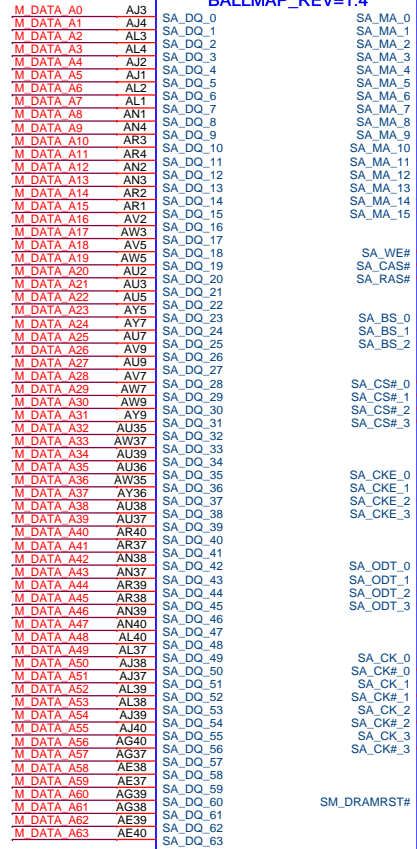 BALLMAP_REV=1.4
M_DATA_A0 AJ3 SA_DQ_0 SA_MA_0
M_DATA_A1 AJ4 SA_DQ_1 SA_MA_1
M_DATA_A2 AL3 SA_DQ_2 SA_MA_2
M_DATA_A3 AL4 SA_DQ_3 SA_MA_3
M_DATA_A4 AJ2 SA_DQ_4 SA_MA_4
M_DATA_A5 AJ1 SA_DQ_5 SA_MA_5
M_DATA_A6 AL2 SA_DQ_6 SA_MA_6
M_DATA_A7 AL1 SA_DQ_7 SA_MA_7
M_DATA_A8 AN1 SA_DQ_8 SA_MA_8
M_DATA_A9 AN4 SA_DQ_9 SA_MA_9
M_DATA_A10 AR3 SA_DQ_10 SA_MA_10
M_DATA_A11 AR4 SA_DQ_11 SA_MA_11
M_DATA_A12 AN2 SA_DQ_12 SA_MA_12
M_DATA_A13 AN3 SA_DQ_13 SA_MA_13
M_DATA_A14 AR2 SA_DQ_14 SA_MA_14
M_DATA_A15 AR1 SA_DQ_15 SA_MA_15
M_DATA_A16 AV2 SA_DQ_16
M_DATA_A17 AW3 SA_DQ_17
M_DATA_A18 AV5 SA_DQ_18 SA_WE#
M_DATA_A19 AW5 SA_DQ_19 SA_CAS#
M_DATA_A20 AU2 SA_DQ_20 SA_RAS#
M_DATA_A21 AU3 SA_DQ_21
M_DATA_A22 AU5 SA_DQ_22
M_DATA_A23 AY5 SA_DQ_23 SA_BS_0
M_DATA_A24 AY7 SA_DQ_24 SA_BS_1
M_DATA_A25 AU7 SA_DQ_25 SA_BS_2
M_DATA_A26 AV9 SA_DQ_26
M_DATA_A27 AU9 SA_DQ_27
M_DATA_A28 AV7 SA_DQ_28 SA_CS#_0
M_DATA_A29 AW7 SA_DQ_29 SA_CS#_1
M_DATA_A30 AW9 SA_DQ_30 SA_CS#_2
M_DATA_A31 AY9 SA_DQ_31 SA_CS#_3
M_DATA_A32 AU35 SA_DQ_32
M_DATA_A33 AW37 SA_DQ_33
M_DATA_A34 AU39 SA_DQ_34
M_DATA_A35 AU36 SA_DQ_35 SA_CKE_0
M_DATA_A36 AW35 SA_DQ_36 SA_CKE_1
M_DATA_A37 AY36 SA_DQ_37 SA_CKE_2
M_DATA_A38 AU38 SA_DQ_38 SA_CKE_3
M_DATA_A39 AU37 SA_DQ_39
M_DATA_A40 AR40 SA_DQ_40
M_DATA_A41 AR37 SA_DQ_41
M_DATA_A42 AN38 SA_DQ_42 SA_ODT_0
M_DATA_A43 AN37 SA_DQ_43 SA_ODT_1
M_DATA_A44 AR39 SA_DQ_44 SA_ODT_2
M_DATA_A45 AR38 SA_DQ_45 SA_ODT_3
M_DATA_A46 AN39 SA_DQ_46
M_DATA_A47 AN40 SA_DQ_47
M_DATA_A48 AL40 SA_DQ_48
M_DATA_A49 AL37 SA_DQ_49 SA_CK_0
M_DATA_A50 AJ38 SA_DQ_50 SA_CK#_0
M_DATA_A51 AJ37 SA_DQ_51 SA_CK_1
M_DATA_A52 AL39 SA_DQ_52 SA_CK#_1
M_DATA_A53 AL38 SA_DQ_53 SA_CK_2
M_DATA_A54 AJ39 SA_DQ_54 SA_CK#_2
M_DATA_A55 AJ40 SA_DQ_55 SA_CK_3
M_DATA_A56 AG40 SA_DQ_56 SA_CK#_3
M_DATA_A57 AG37 SA_DQ_57
M_DATA_A58 AE38 SA_DQ_58
M_DATA_A59 AE37 SA_DQ_59
M_DATA_A60 AG39 SA_DQ_60 SM_DRAMRST#
M_DATA_A61 AG38 SA_DQ_61
M_DATA_A62 AE39 SA_DQ_62
M_DATA_A63 AE40 SA_DQ_63